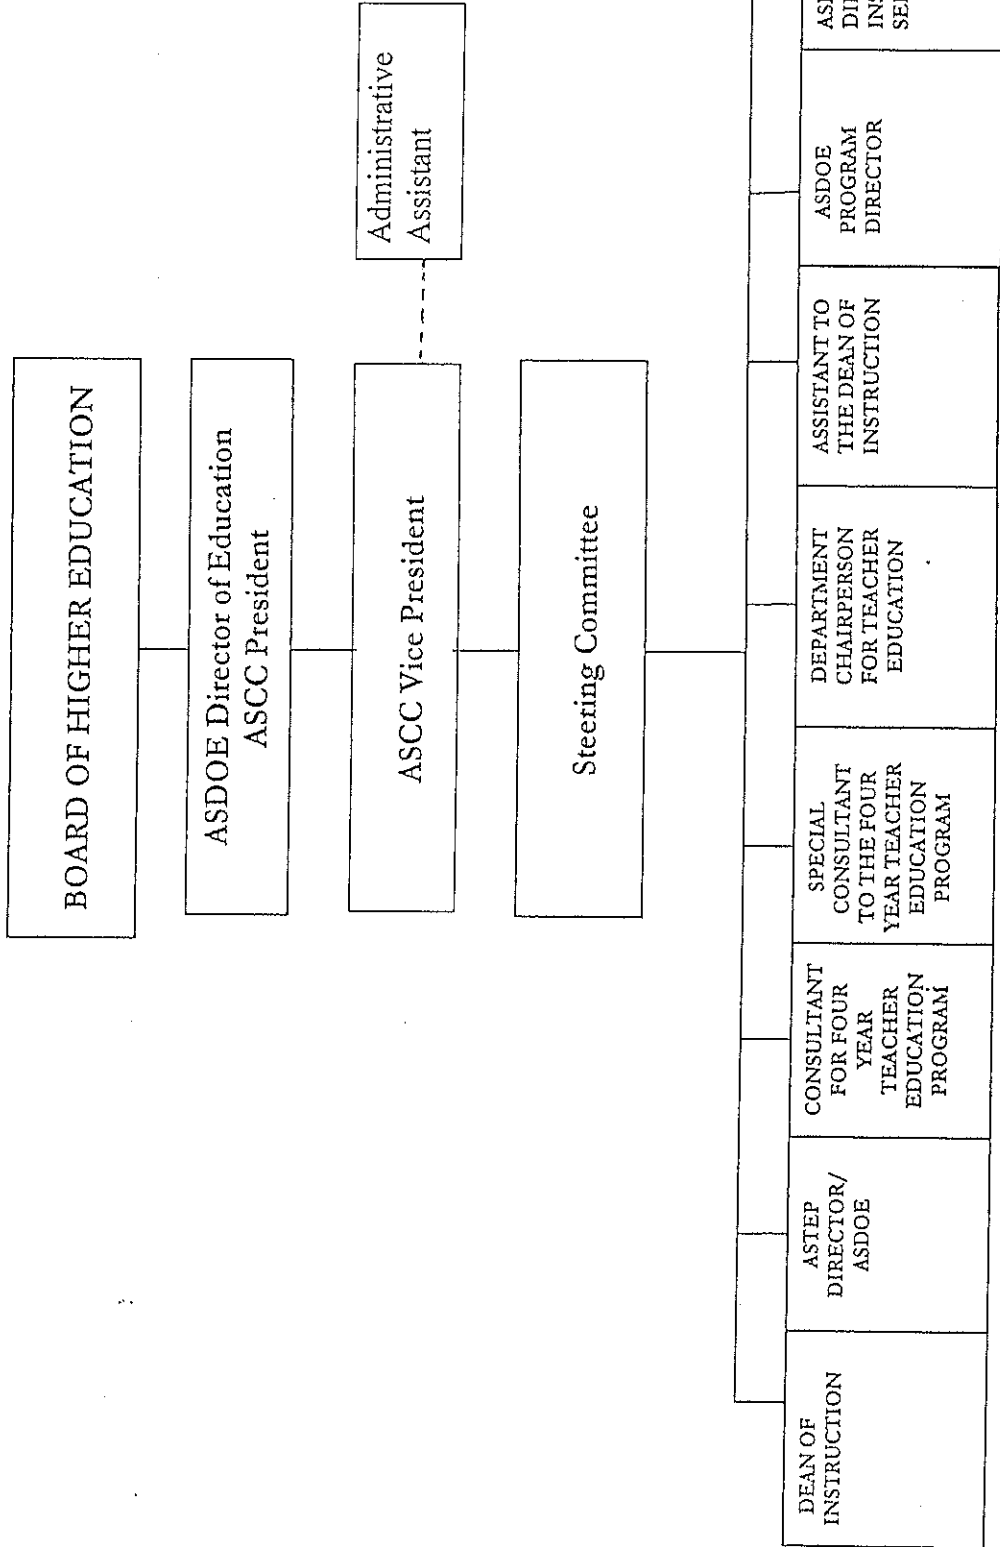 BOARD OF HIGHER EDUCATION
ASDOE Director of Education
ASCC President
ASCC Vice President
Administrative
Assistant
Steering Committee
DEAN OF
INSTRUCTION
ASTEP
DIRECTOR/
ASDOE
CONSULTANT
FOR FOUR
YEAR
TEACHER
EDUCATION
PROGRAM
SPECIAL
CONSULTANT
TO THE FOUR
YEAR TEACHER
EDUCATION
PROGRAM
DEPARTMENT
CHAIRPERSON
FOR TEACHER
EDUCATION
ASSISTANT TO
THE DEAN OF
INSTRUCTION
ASDOE
PROGRAM
DIRECTOR